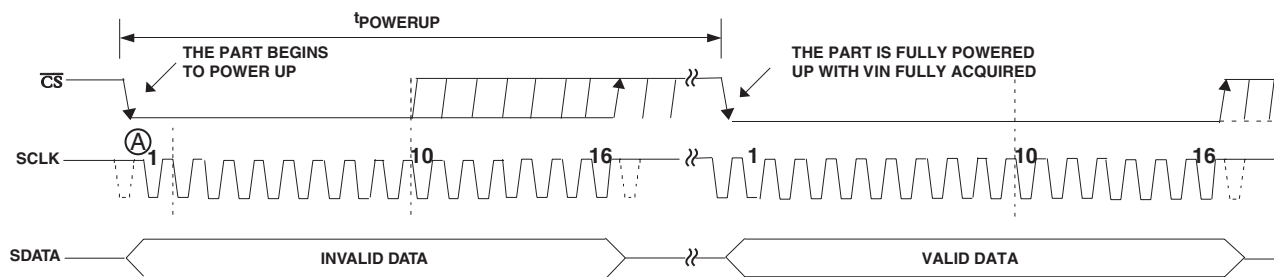 tPOWERUP
THE PART BEGINS
TO POWER UP
THE PART IS FULLY POWERED
UP WITH VIN FULLY ACQUIRED
CS
A
SCLK 1 10 16 1 10 16
SDATA INVALID DATA VALID DATA